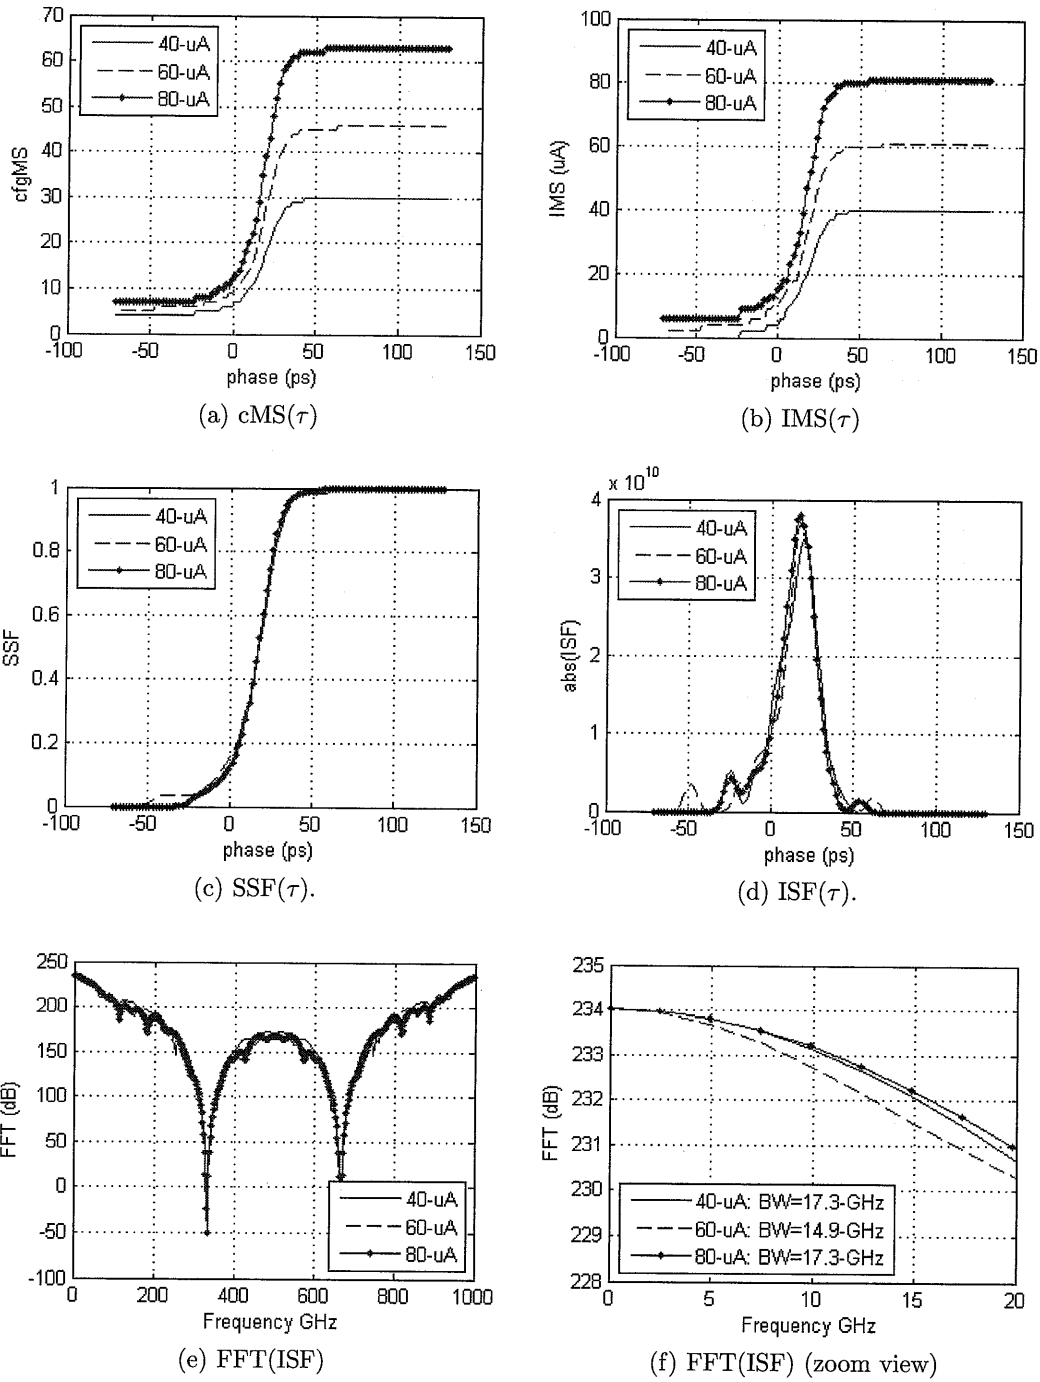 70
60
50
40
30
20
10
0
cfgMS
40-uA
60-uA
80-uA
-100 -50 0 50 100 150
phase (ps)
(a) cMS(τ)
100
80
60
40
20
0
IMS (uA)
40-uA
60-uA
80-uA
-100 -50 0 50 100 150
phase (ps)
(b) IMS(τ)
1
0.8
0.6
0.4
0.2
0
SSF
40-uA
60-uA
80-uA
-100 -50 0 50 100 150
phase (ps)
(c) SSF(τ).
x 10^10
4
3
2
1
0
abs(ISF)
40-uA
60-uA
80-uA
-100 -50 0 50 100 150
phase (ps)
(d) ISF(τ).
250
200
150
100
50
0
-50
-100
FFT (dB)
40-uA
60-uA
80-uA
0 200 400 600 800 1000
Frequency GHz
(e) FFT(ISF)
235
234
233
232
231
230
229
228
FFT (dB)
40-uA: BW=17.3-GHz
60-uA: BW=14.9-GHz
80-uA: BW=17.3-GHz
0 5 10 15 20
Frequency GHz
(f) FFT(ISF) (zoom view)